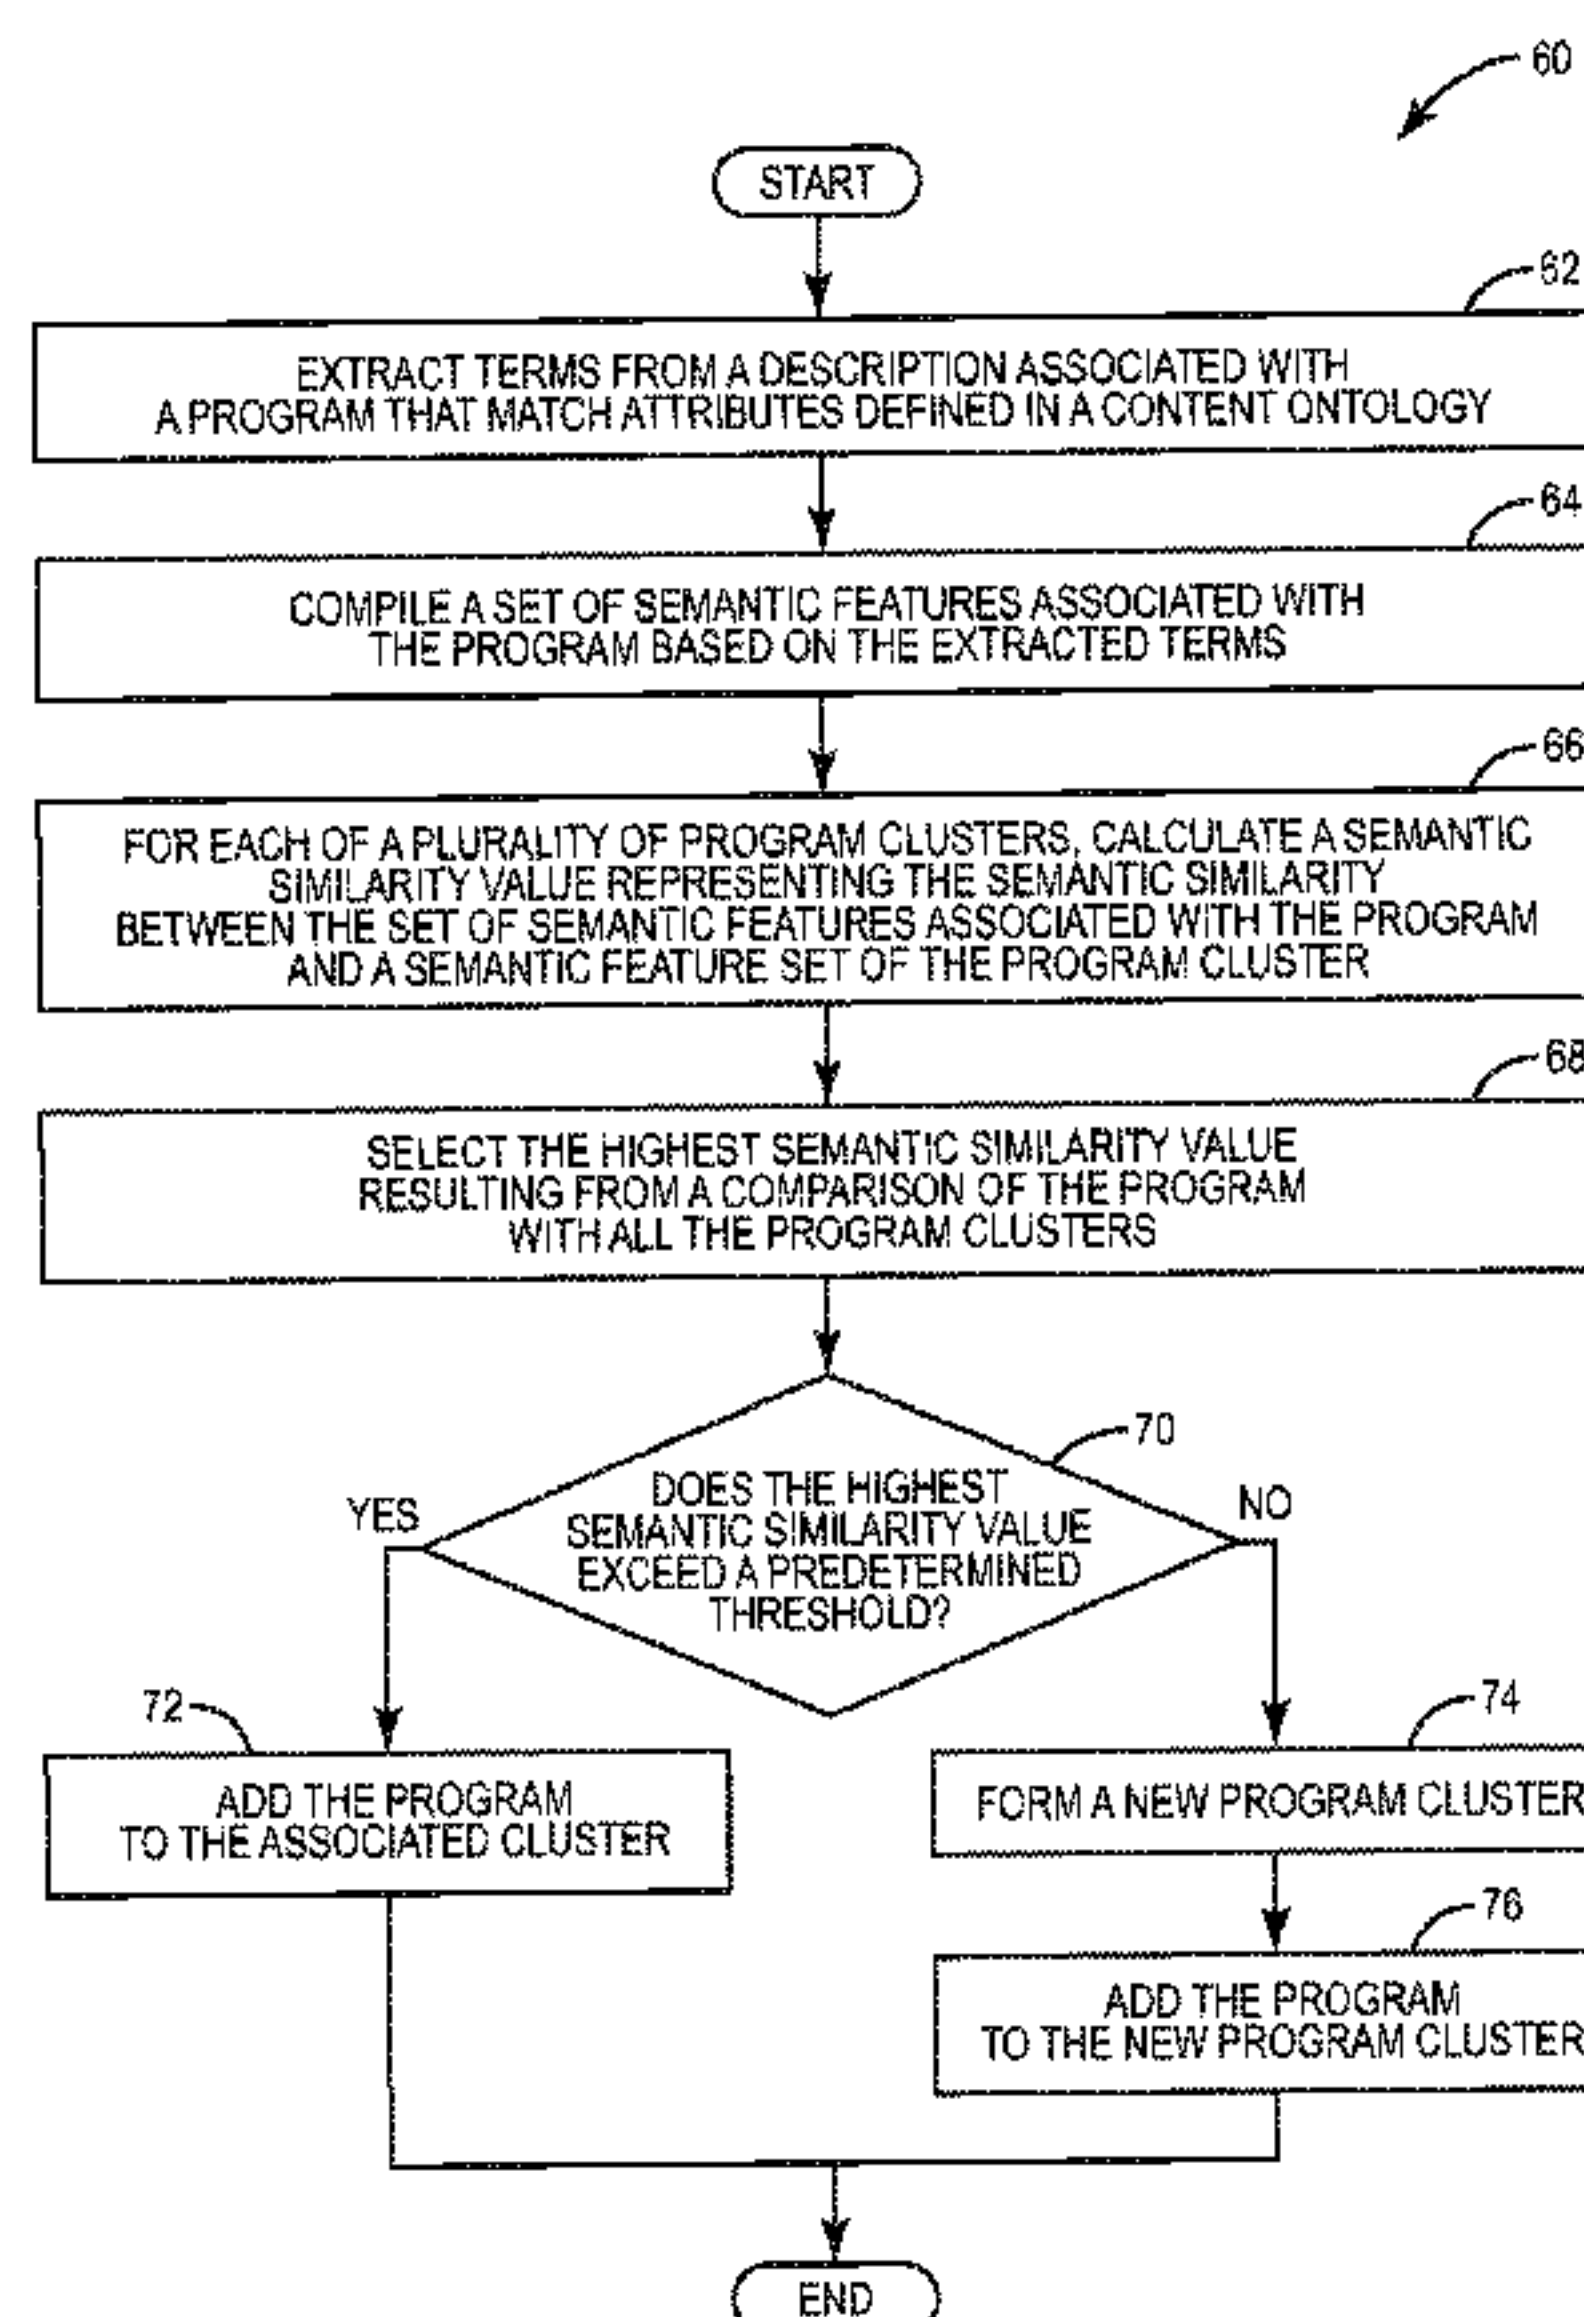 60
START
62
EXTRACT TERMS FROM A DESCRIPTION ASSOCIATED WITH
A PROGRAM THAT MATCH ATTRIBUTES DEFINED IN A CONTENT ONTOLOGY
64
COMPILE A SET OF SEMANTIC FEATURES ASSOCIATED WITH
THE PROGRAM BASED ON THE EXTRACTED TERMS
66
FOR EACH OF A PLURALITY OF PROGRAM CLUSTERS, CALCULATE A SEMANTIC
SIMILARITY VALUE REPRESENTING THE SEMANTIC SIMILARITY
BETWEEN THE SET OF SEMANTIC FEATURES ASSOCIATED WITH THE PROGRAM
AND A SEMANTIC FEATURE SET OF THE PROGRAM CLUSTER
68
SELECT THE HIGHEST SEMANTIC SIMILARITY VALUE
RESULTING FROM A COMPARISON OF THE PROGRAM
WITH ALL THE PROGRAM CLUSTERS
70
DOES THE HIGHEST
SEMANTIC SIMILARITY VALUE
EXCEED A PREDETERMINED
THRESHOLD?
YES
NO
72
ADD THE PROGRAM
TO THE ASSOCIATED CLUSTER
74
FORM A NEW PROGRAM CLUSTER
76
ADD THE PROGRAM
TO THE NEW PROGRAM CLUSTER
END